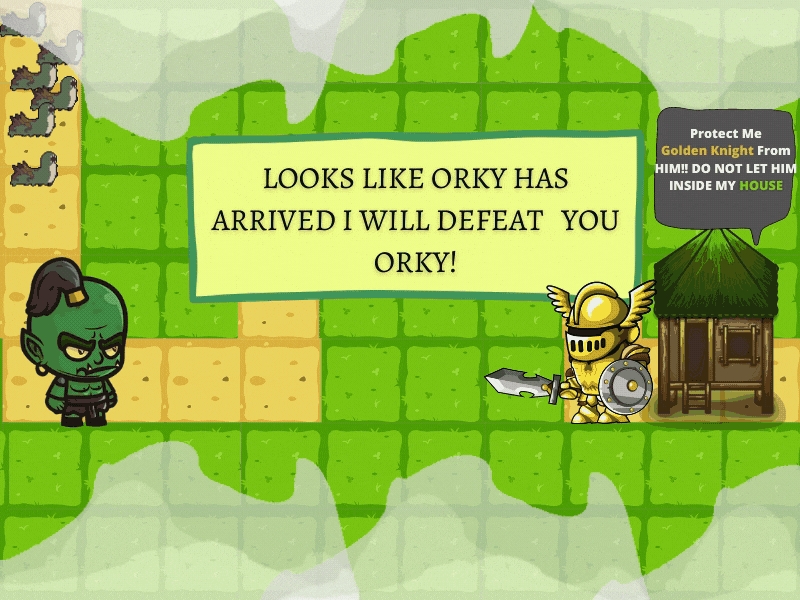 LOOKS LIKE ORKY HAS
ARRIVED I WILL DEFEAT YOU
ORKY!
Protect Me
Golden Knight From
HIM!! DO NOT LET HIM
INSIDE MY HOUSE